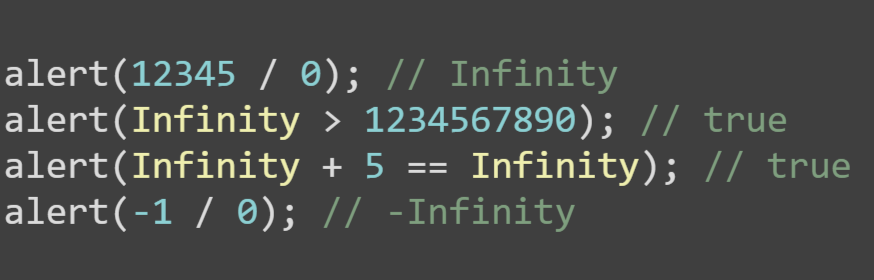 alert(12345 / 0); // Infinity
alert(Infinity > 1234567890); // true
alert(Infinity + 5 == Infinity); // true
alert(-1 / 0); // -Infinity